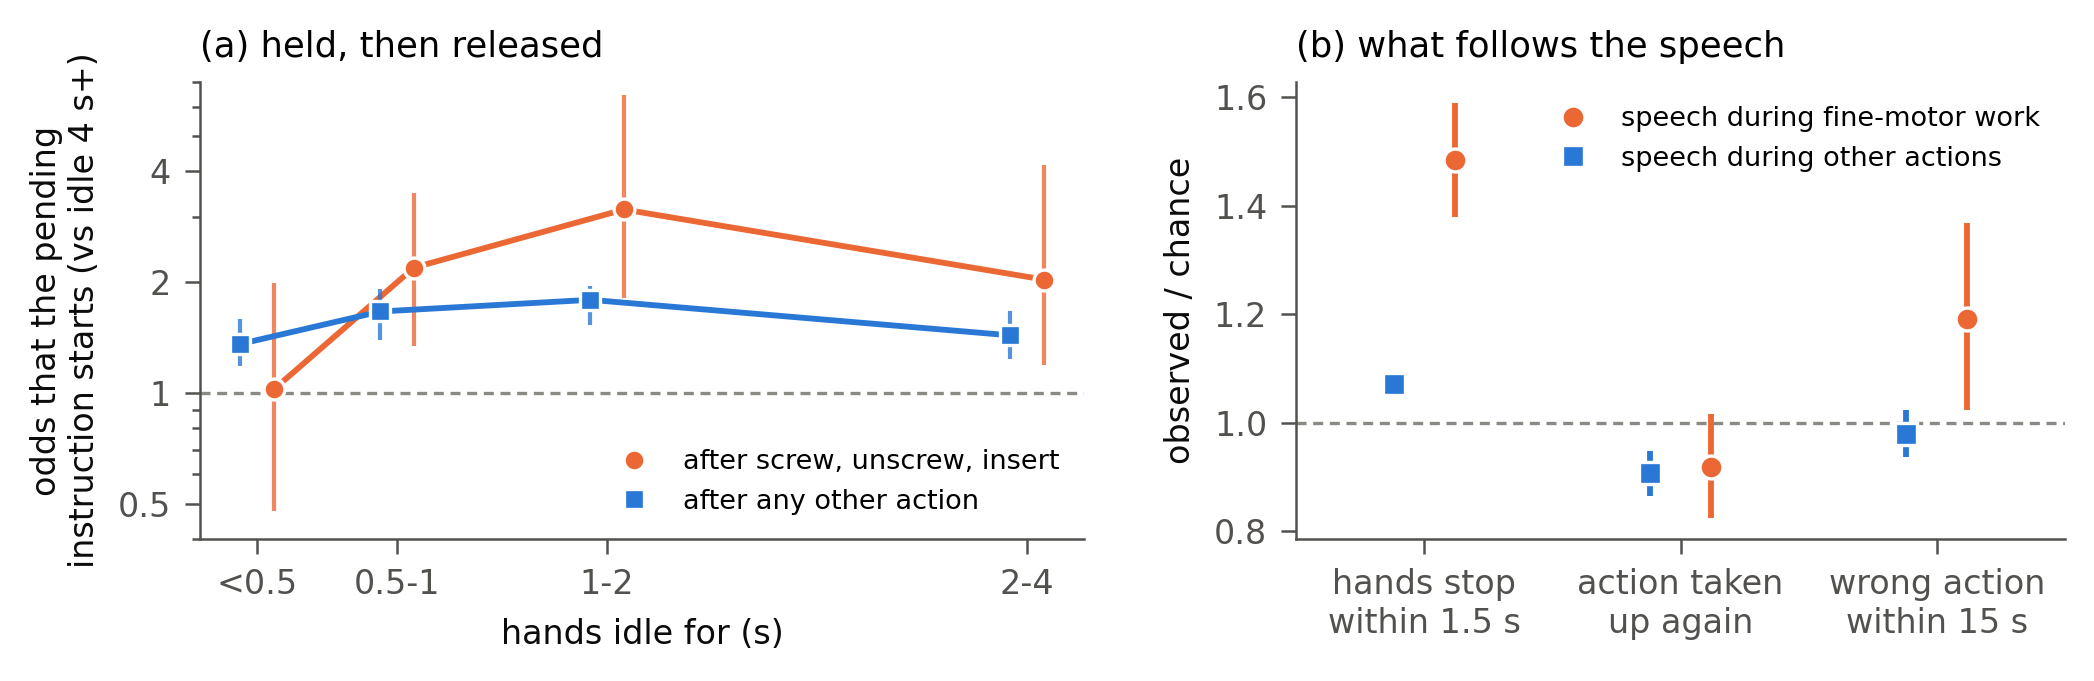 (a) held, then released
odds that the pending
instruction starts (vs idle 4 s+)
4
2
1
0.5
after screw, unscrew, insert
after any other action
<0.5
0.5-1
1-2
2-4
hands idle for (s)
(b) what follows the speech
observed / chance
1.6
1.4
1.2
1.0
0.8
speech during fine-motor work
speech during other actions
hands stop
within 1.5 s
action taken
up again
wrong action
within 15 s